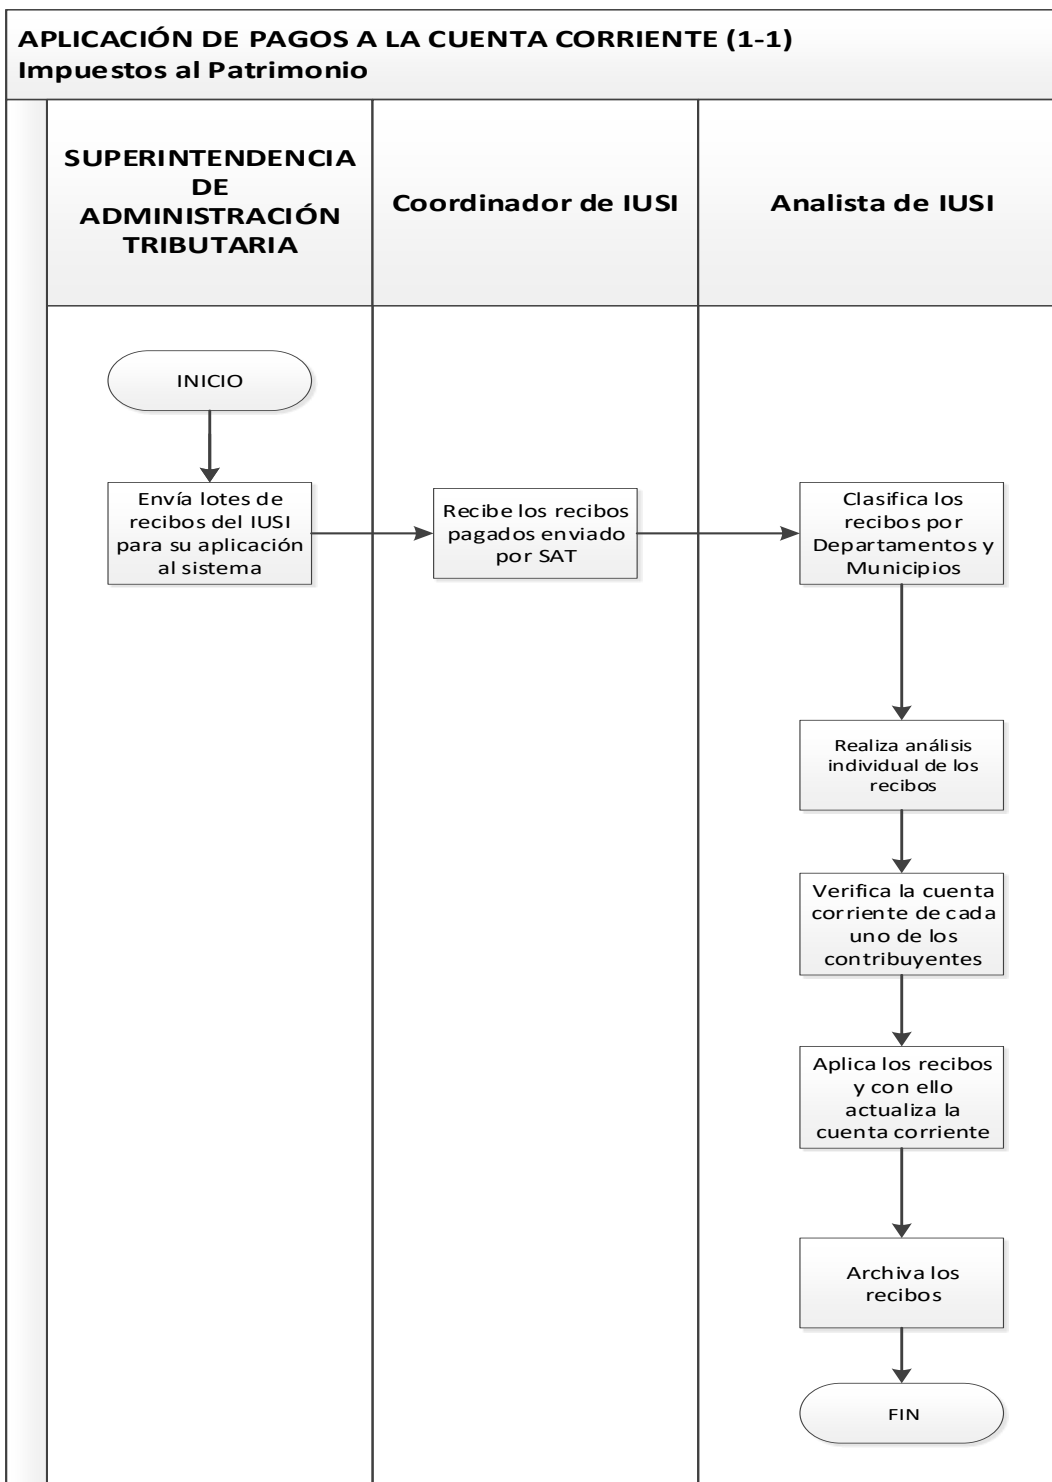 APLICACIÓN DE PAGOS A LA CUENTA CORRIENTE (1-1)
Impuestos al Patrimonio
SUPERINTENDENCIA
DE
ADMINISTRACIÓN
TRIBUTARIA
Coordinador de IUSI
Analista de IUSI
INICIO
Envía lotes de
recibos del IUSI
para su aplicación
al sistema
Recibe los recibos
pagados enviado
por SAT
Clasifica los
recibos por
Departamentos y
Municipios
Realiza análisis
individual de los
recibos
Verifica la cuenta
corriente de cada
uno de los
contribuyentes
Aplica los recibos
y con ello
actualiza la
cuenta corriente
Archiva los
recibos
FIN